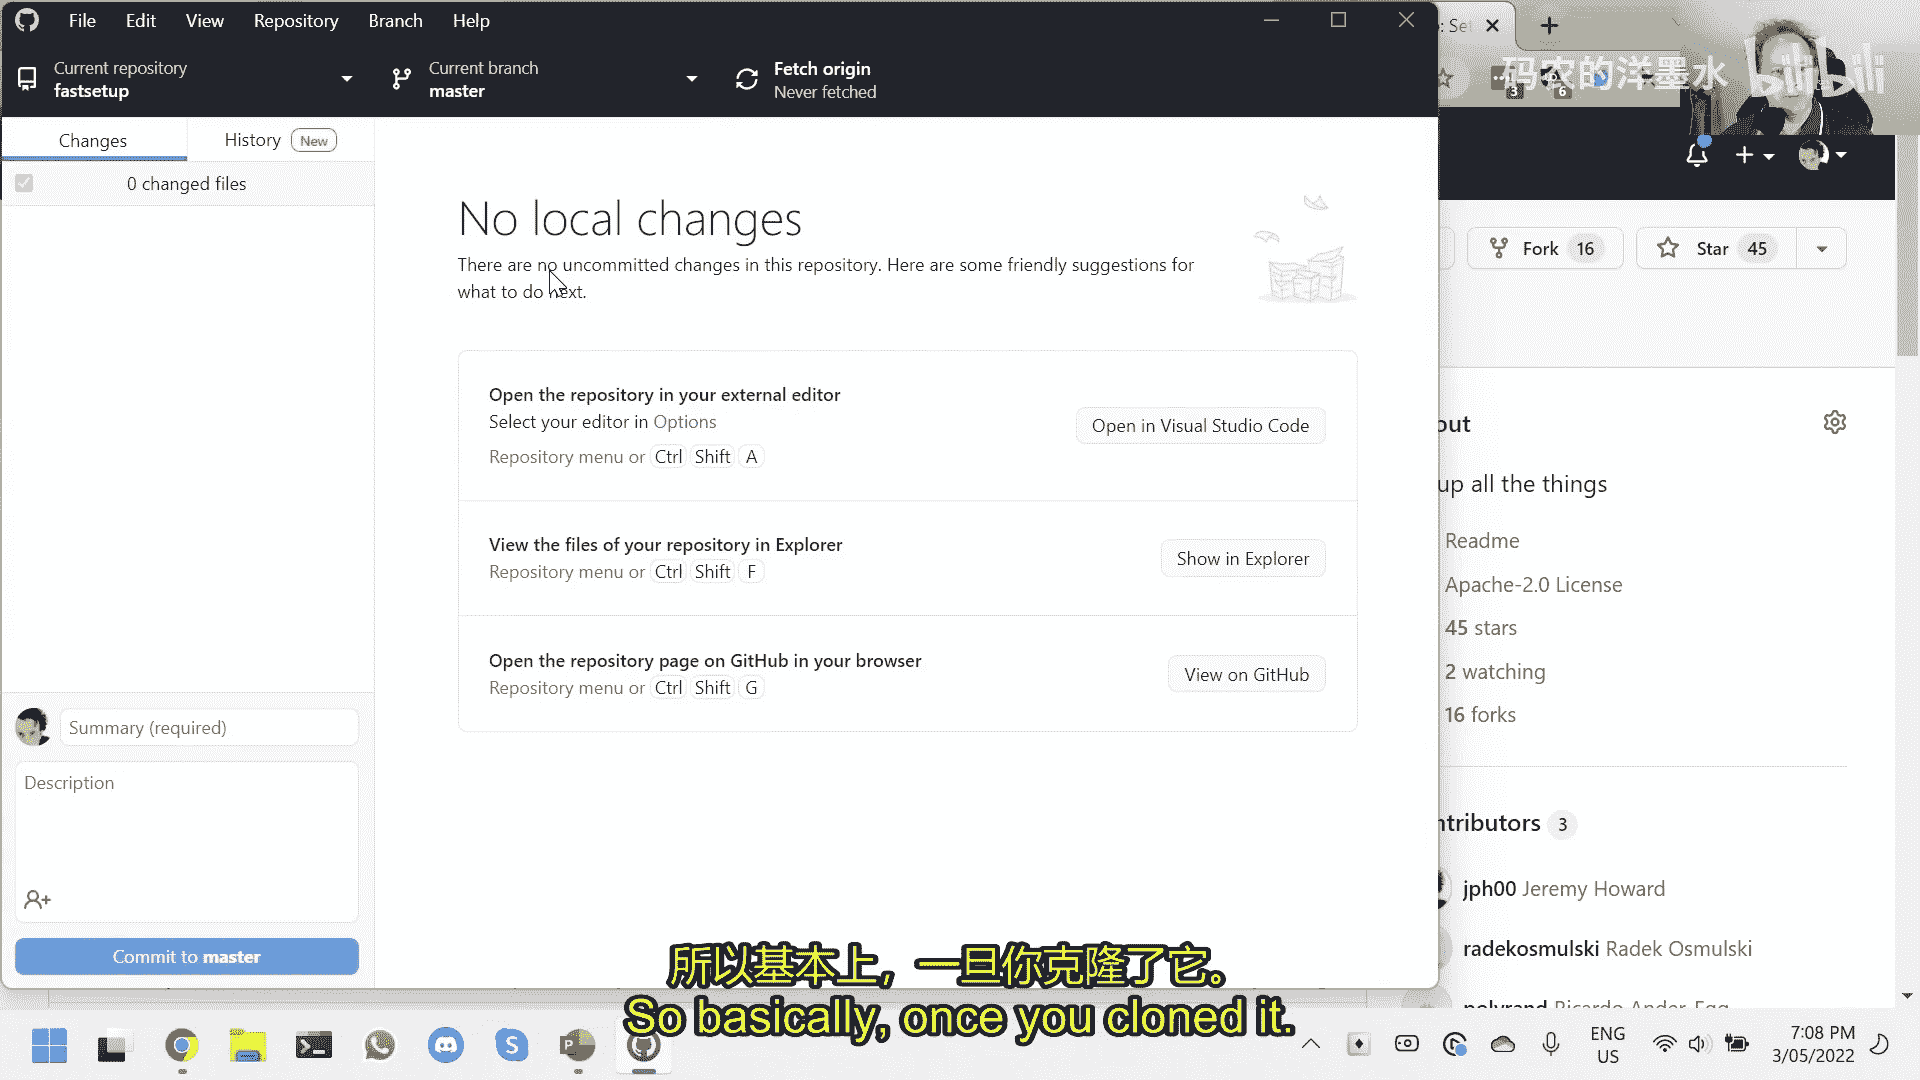 File Edit View Repository Branch Help
Current repository
fastsetup
Current branch
master
Fetch origin
Never fetched
码农的洋墨水
bilibili
3
6
Changes
History New
0 changed files
No local changes
There are no uncommitted changes in this repository. Here are some friendly suggestions for
what to do next.
Open the repository in your external editor
Select your editor in Options
Repository menu or Ctrl Shift A
Open in Visual Studio Code
View the files of your repository in Explorer
Repository menu or Ctrl Shift F
Show in Explorer
Open the repository page on GitHub in your browser
Repository menu or Ctrl Shift G
View on GitHub
Summary (required)
Description
Commit to master
Fork 16
Star 45
out
up all the things
Readme
Apache-2.0 License
45 stars
2 watching
16 forks
ntributors 3
jph00 Jeremy Howard
radekosmulski Radek Osmulski
所以基本上，一旦你克隆了它。
So basically, once you cloned it.
ENG
US
7:08 PM
3/05/2022